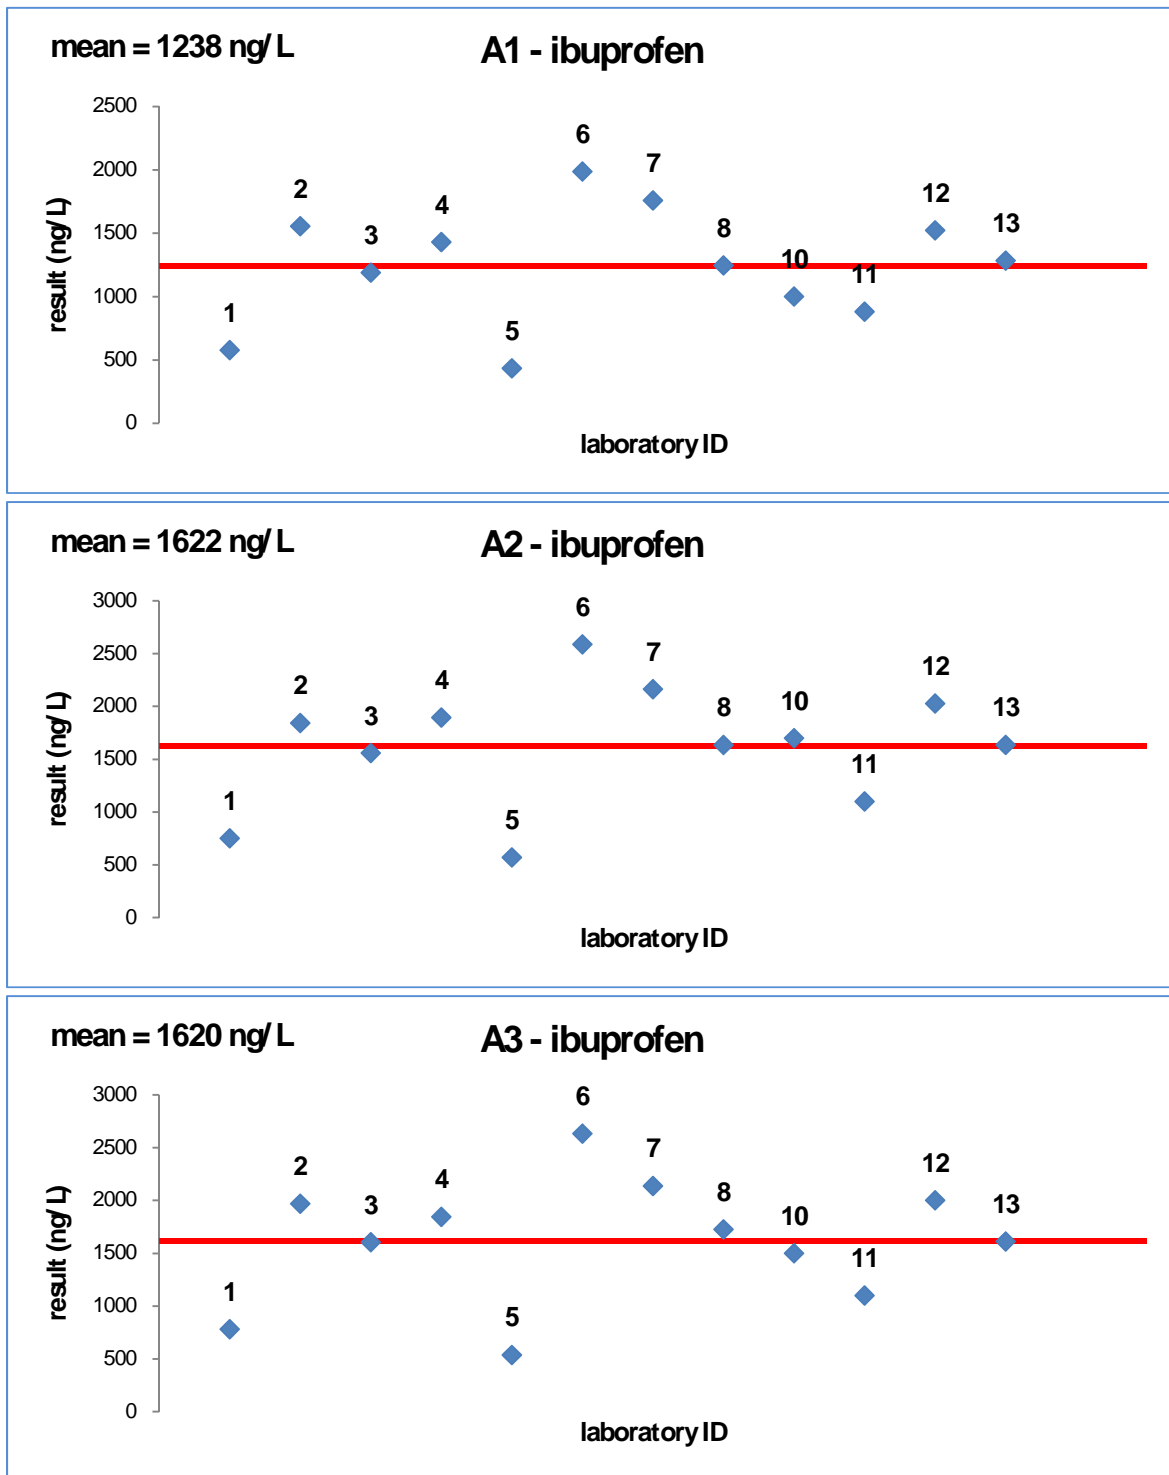 mean = 1238 ng/L A1 - ibuprofen
2500
2000
1500
1000
500
0
result (ng/L)
1 2 3 4 5 6 7 8 10 11 12 13
laboratory ID
mean = 1622 ng/L A2 - ibuprofen
3000
2500
2000
1500
1000
500
0
result (ng/L)
1 2 3 4 5 6 7 8 10 11 12 13
laboratory ID
mean = 1620 ng/L A3 - ibuprofen
3000
2500
2000
1500
1000
500
0
result (ng/L)
1 2 3 4 5 6 7 8 10 11 12 13
laboratory ID